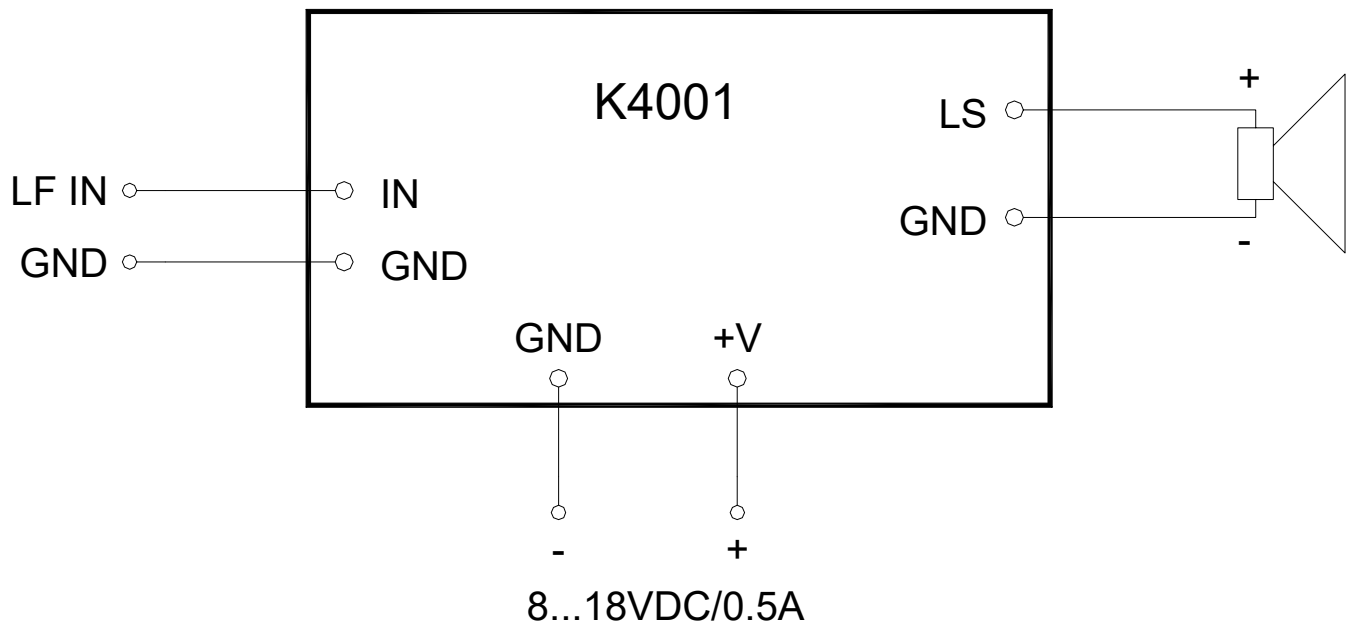 K4001
+
LS
LF IN
IN
GND
-
GND
GND
GND
+V
-
+
8...18VDC/0.5A